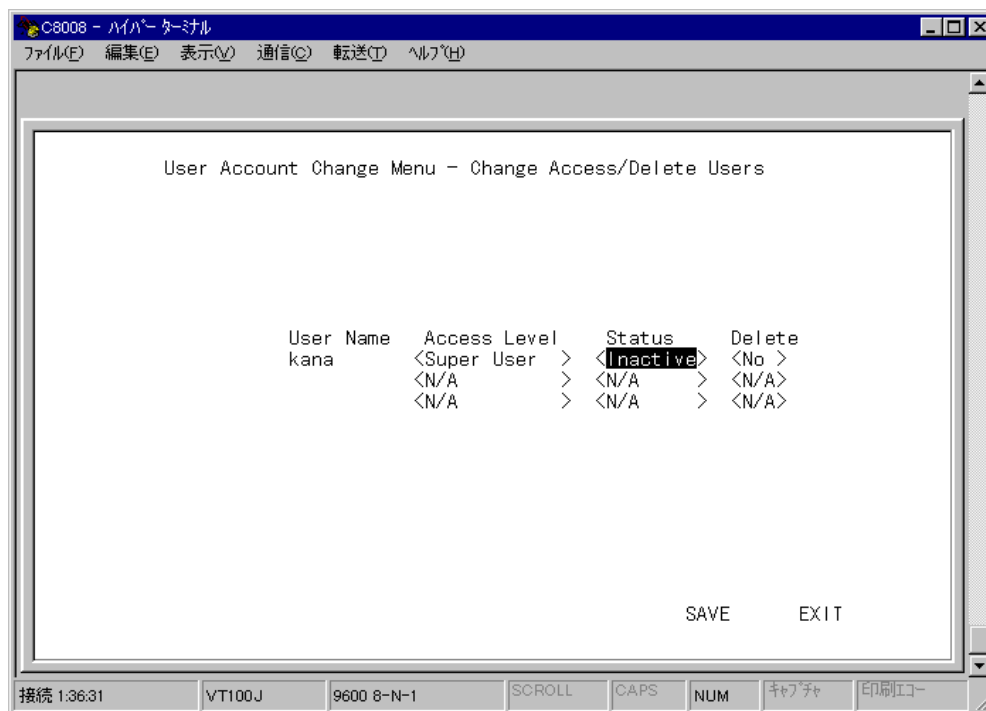 C8008 - ハイパー ターミナル
ファイル(F) 編集(E) 表示(V) 通信(C) 転送(T) ヘルプ(H)
User Account Change Menu - Change Access/Delete Users
User Name Access Level Status Delete
kana <Super User > <Inactive> <No >
<N/A > <N/A > <N/A>
<N/A > <N/A > <N/A>
SAVE EXIT
接続 1:36:31 VT100J 9600 8-N-1 SCROLL CAPS NUM キャプチャ 印刷エコー